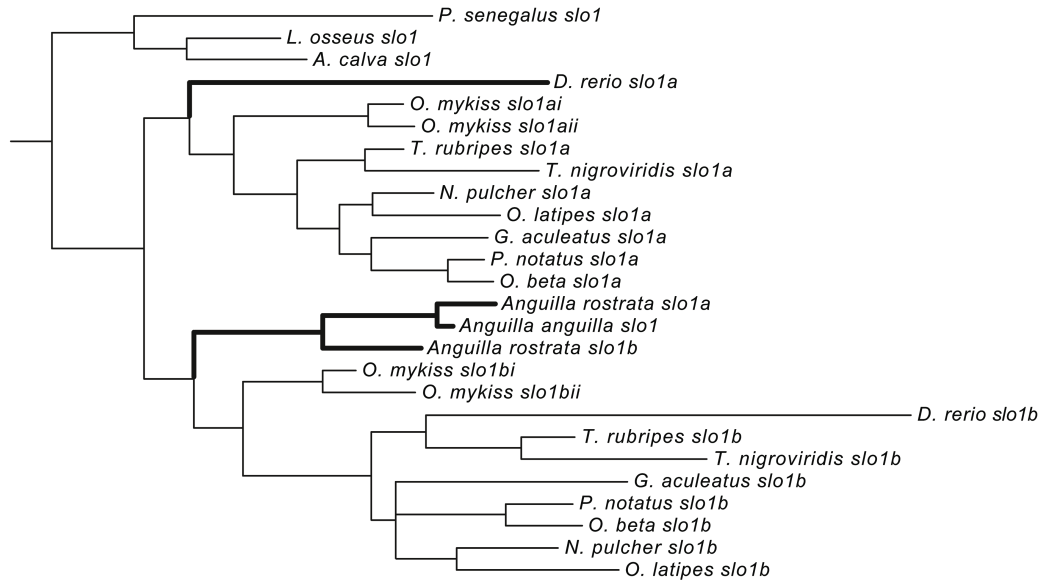 P. senegalus slo1
L. osseus slo1
A. calva slo1
D. rerio slo1a
O. mykiss slo1ai
O. mykiss slo1aii
T. rubripes slo1a
T. nigroviridis slo1a
N. pulcher slo1a
O. latipes slo1a
G. aculeatus slo1a
P. notatus slo1a
O. beta slo1a
Anguilla rostrata slo1a
Anguilla anguilla slo1
Anguilla rostrata slo1b
O. mykiss slo1bi
O. mykiss slo1bii
D. rerio slo1b
T. rubripes slo1b
T. nigroviridis slo1b
G. aculeatus slo1b
P. notatus slo1b
O. beta slo1b
N. pulcher slo1b
O. latipes slo1b